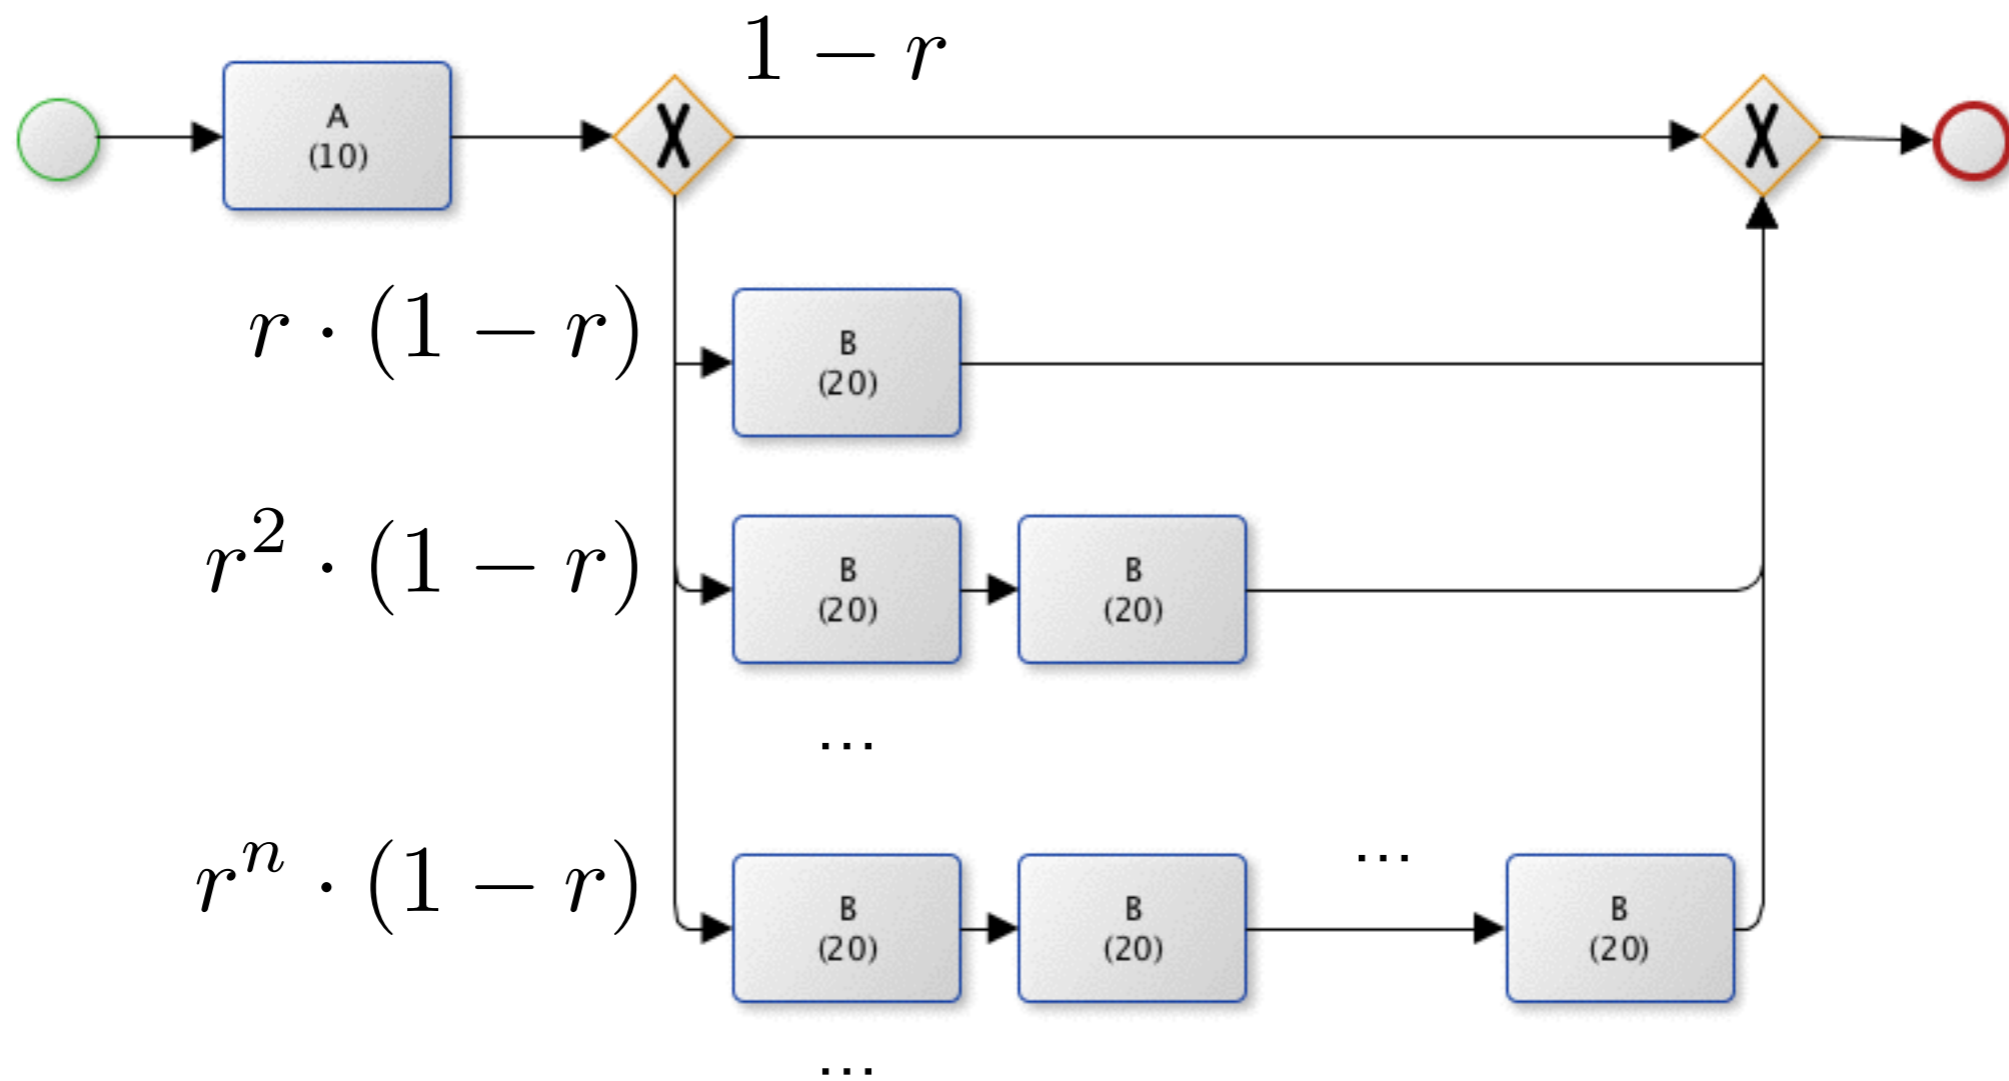 1 − r
A
(10)
X
X
r · (1 − r)
B
(20)
r² · (1 − r)
B
(20)
B
(20)
...
rⁿ · (1 − r)
B
(20)
B
(20)
...
B
(20)
...